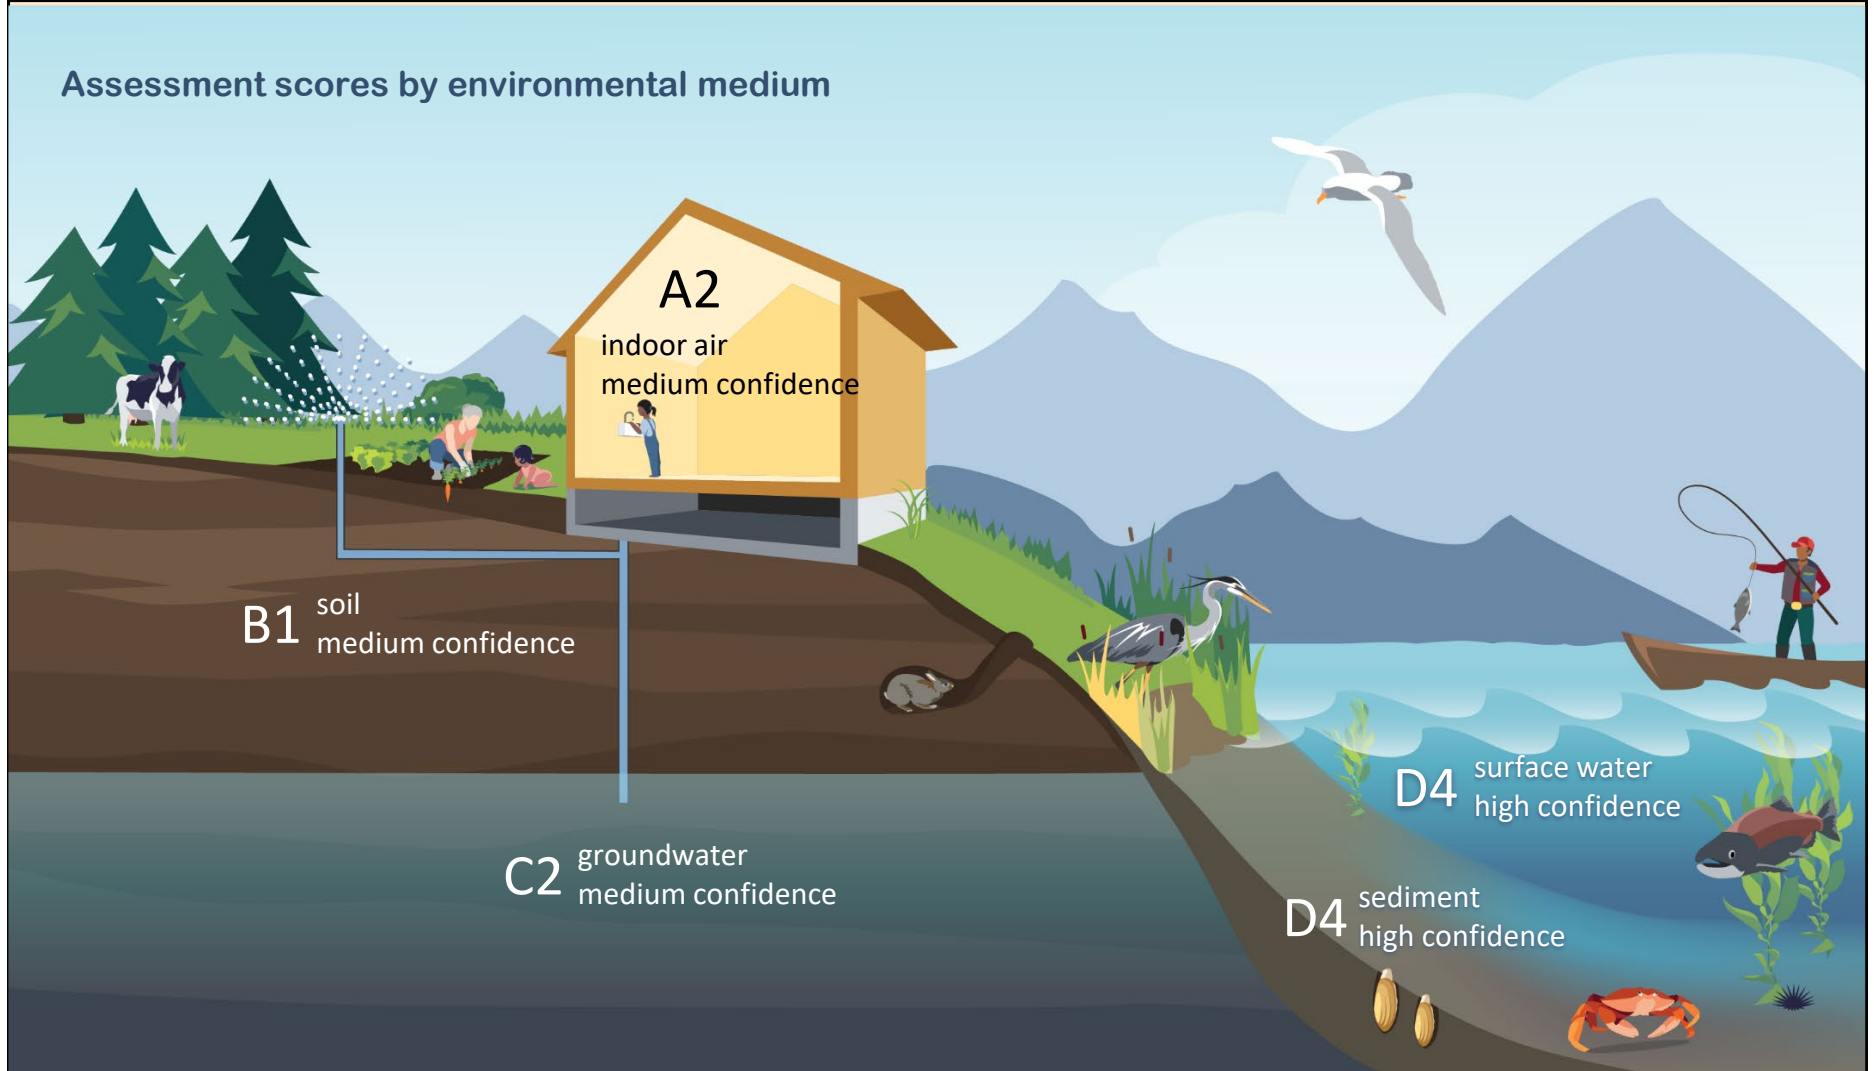 Assessment scores by environmental medium
A2
indoor air
medium confidence
B1
soil
medium confidence
C2
groundwater
medium confidence
D4
surface water
high confidence
D4
sediment
high confidence